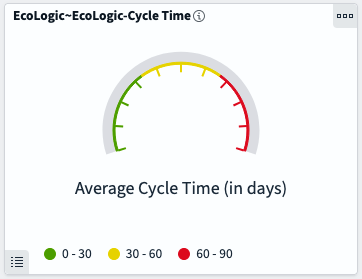 EcoLogic~EcoLogic-Cycle Time
Average Cycle Time (in days)
0 - 30 30 - 60 60 - 90